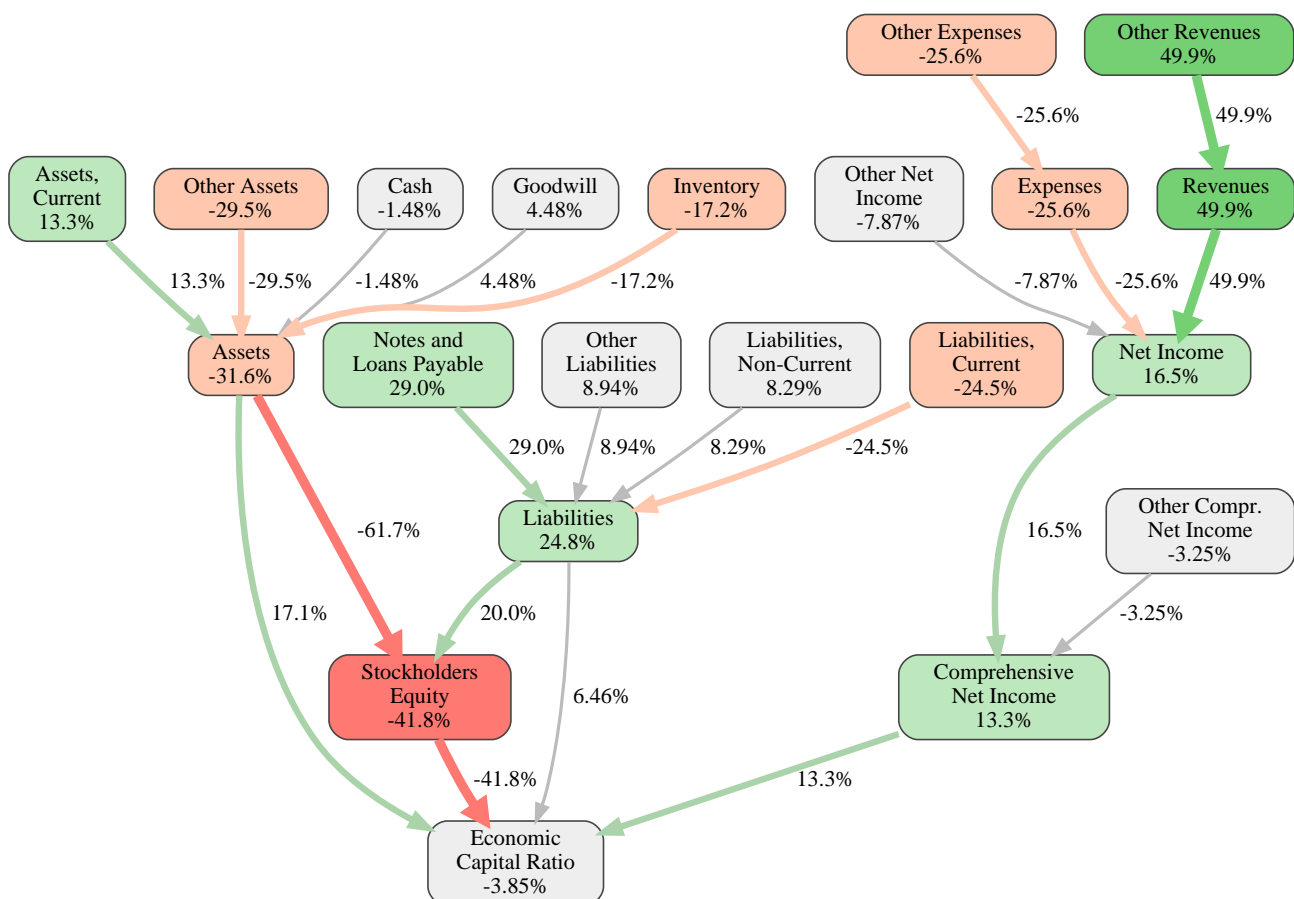 Other Expenses
-25.6%
Other Revenues
49.9%
-25.6%
49.9%
Assets,
Current
13.3%
Other Assets
-29.5%
Cash
-1.48%
Goodwill
4.48%
Inventory
-17.2%
Other Net
Income
-7.87%
Expenses
-25.6%
Revenues
49.9%
13.3%
-29.5%
-1.48%
4.48%
-17.2%
-7.87%
-25.6%
49.9%
Assets
-31.6%
Notes and
Loans Payable
29.0%
Other
Liabilities
8.94%
Liabilities,
Non-Current
8.29%
Liabilities,
Current
-24.5%
Net Income
16.5%
29.0%
8.94%
8.29%
-24.5%
-61.7%
Liabilities
24.8%
16.5%
Other Compr.
Net Income
-3.25%
17.1%
20.0%
-3.25%
Stockholders
Equity
-41.8%
6.46%
Comprehensive
Net Income
13.3%
-41.8%
13.3%
Economic
Capital Ratio
-3.85%